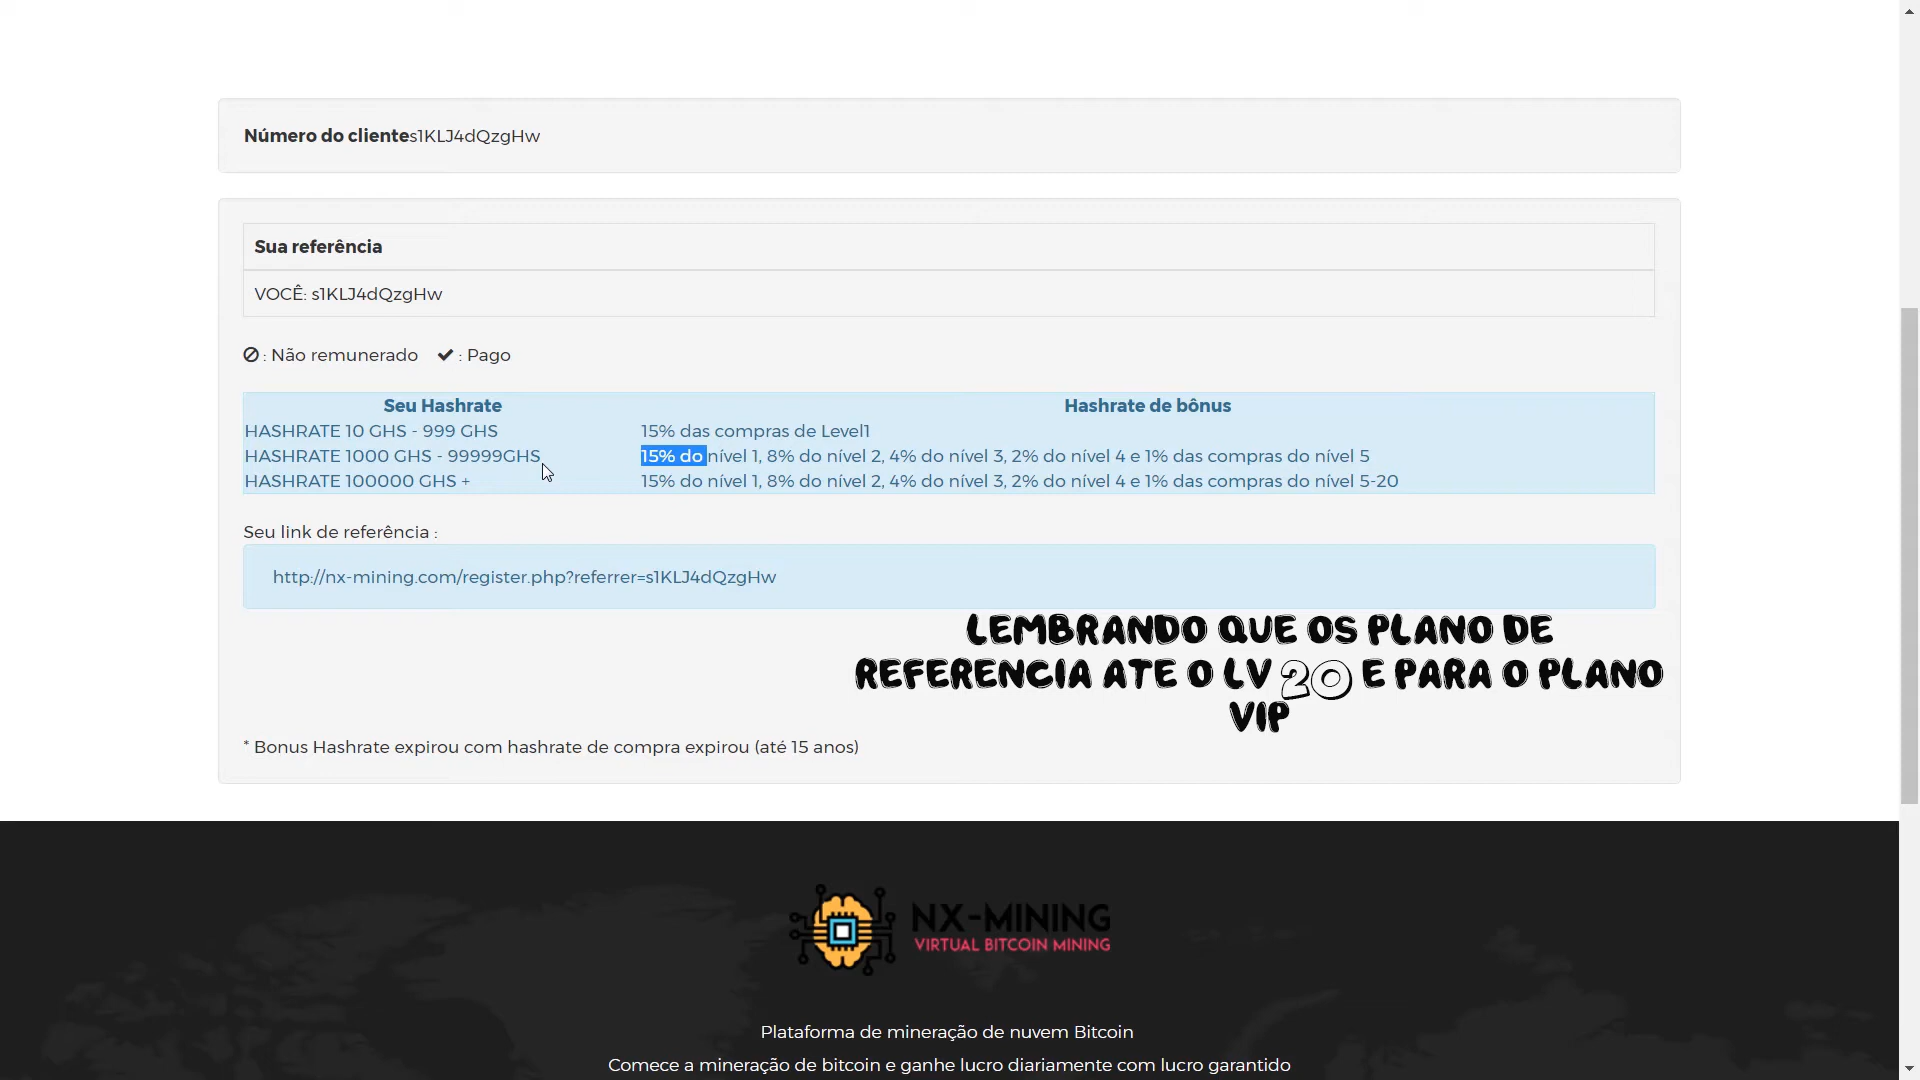 Número do clientes1KLJ4dQzgHw
Sua referência
VOCÊ: s1KLJ4dQzgHw
: Não remunerado : Pago
Seu Hashrate Hashrate de bônus
HASHRATE 10 GHS - 999 GHS 15% das compras de Level1
HASHRATE 1000 GHS - 99999GHS 15% do nível 1, 8% do nível 2, 4% do nível 3, 2% do nível 4 e 1% das compras do nível 5
HASHRATE 100000 GHS + 15% do nível 1, 8% do nível 2, 4% do nível 3, 2% do nível 4 e 1% das compras do nível 5-20
Seu link de referência :
http://nx-mining.com/register.php?referrer=s1KLJ4dQzgHw
LEMBRANDO QUE OS PLANO DE
REFERENCIA ATE O LV 20 E PARA O PLANO
VIP
* Bonus Hashrate expirou com hashrate de compra expirou (até 15 anos)
NX-MINING
VIRTUAL BITCOIN MINING
Plataforma de mineração de nuvem Bitcoin
Comece a mineração de bitcoin e ganhe lucro diariamente com lucro garantido